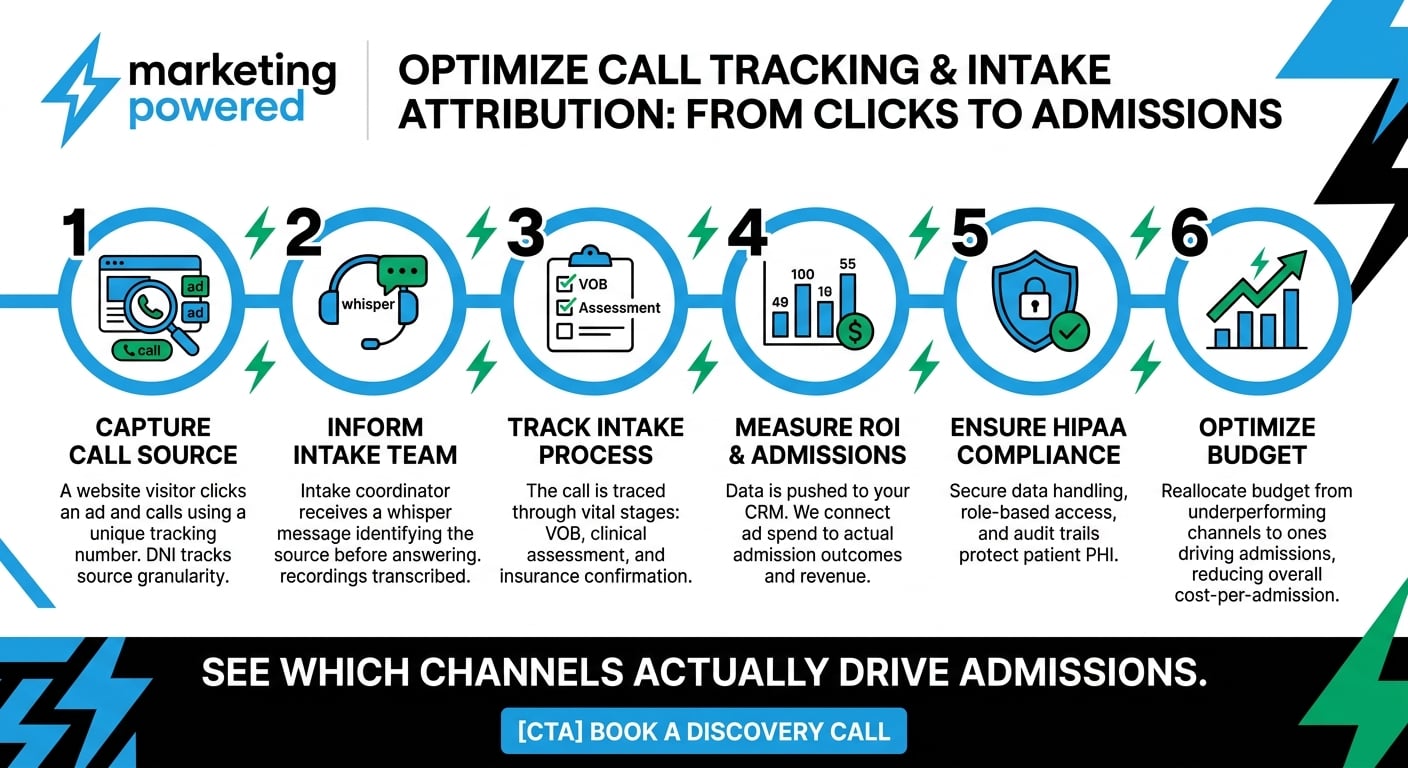 marketing
powered
OPTIMIZE CALL TRACKING & INTAKE
ATTRIBUTION: FROM CLICKS TO ADMISSIONS
1
ad
ad
call
CAPTURE
CALL SOURCE
A website visitor clicks
an ad and calls using a
unique tracking
number. DNI tracks
source granularity.
2
whisper
INFORM
INTAKE TEAM
Intake coordinator
receives a whisper
message identifying the
source before answering.
recordings transcribed.
3
VOB
Assessment
TRACK INTAKE
PROCESS
The call is traced
through vital stages:
VOB, clinical
assessment, and
insurance confirmation.
4
49
100
10
55
$
MEASURE ROI
& ADMISSIONS
Data is pushed to your
CRM. We connect
ad spend to actual
admission outcomes
and revenue.
5
ENSURE HIPAA
COMPLIANCE
Secure data handling,
role-based access,
and audit trails
protect patient PHI.
6
OPTIMIZE
BUDGET
Reallocate budget from
underperforming
channels to ones
driving admissions,
reducing overall
cost-per-admission.
SEE WHICH CHANNELS ACTUALLY DRIVE ADMISSIONS.
[CTA] BOOK A DISCOVERY CALL